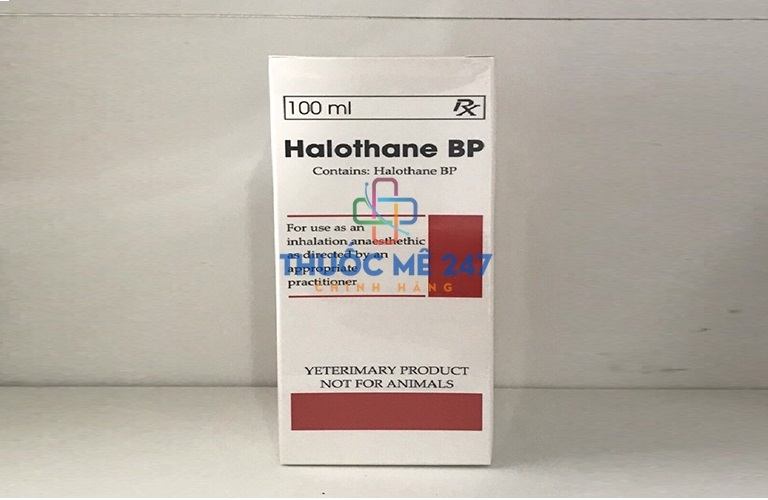 100 ml
Rx
Halothane BP
Contains: Halothane BP
For use as an
inhalation anaesthethic
as directed by an
appropriate
practitioner
THUỐC MÊ 247
CHÍNH HÃNG
YETERIMARY PRODUCT
NOT FOR ANIMALS